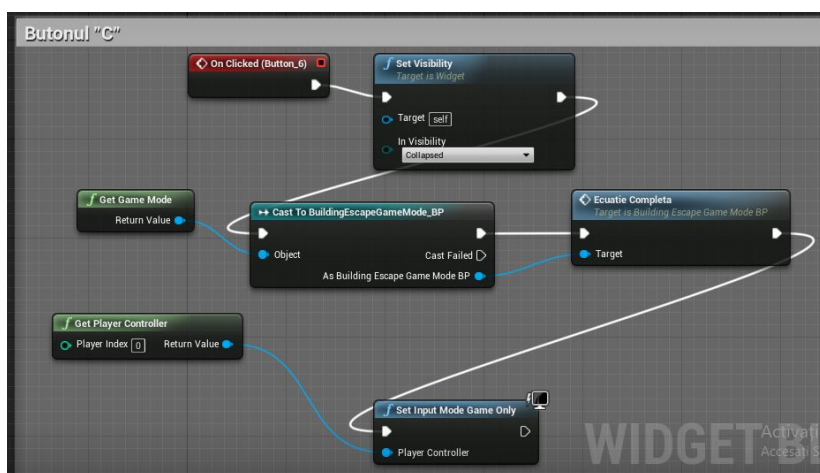 Butonul "C"
On Clicked (Button_6)
Set Visibility
Target is Widget
Target self
In Visibility
Collapsed
Get Game Mode
Return Value
Cast To BuildingEscapeGameMode_BP
Object
Cast Failed
As Building Escape Game Mode BP
Ecuatie Completa
Target is Building Escape Game Mode BP
Target
Get Player Controller
Player Index 0 Return Value
Set Input Mode Game Only
Player Controller
WIDGET